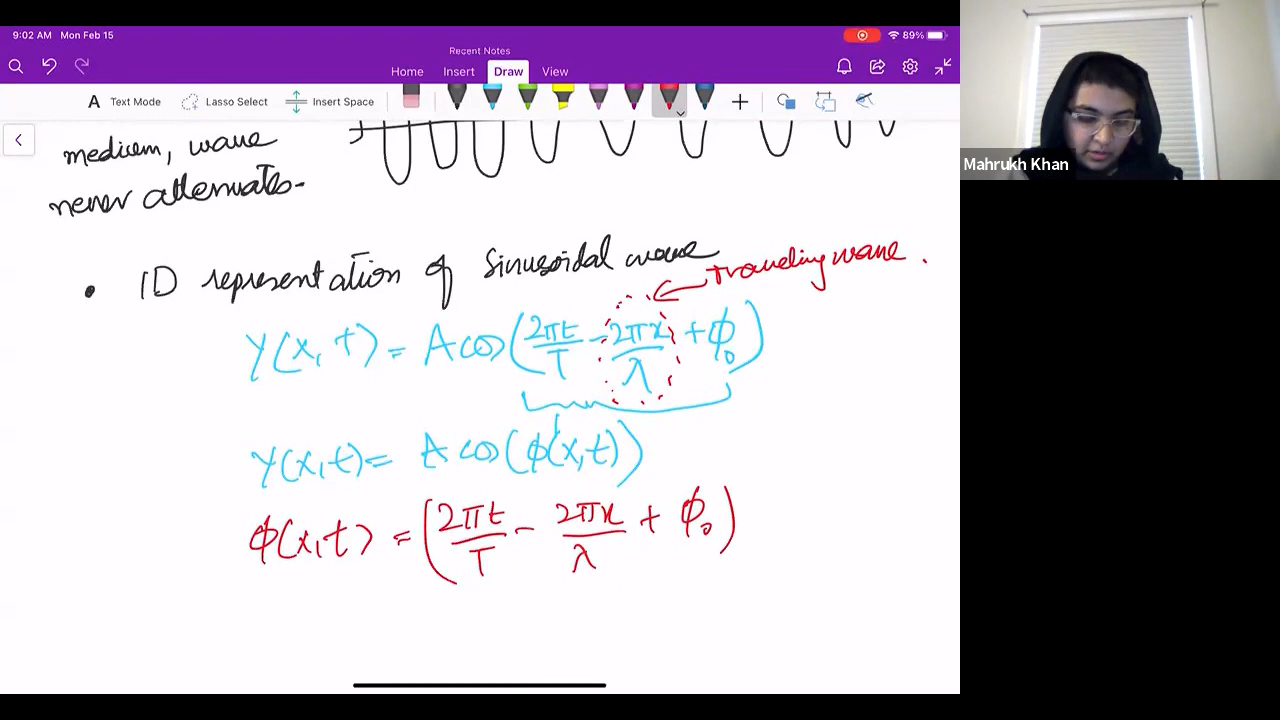 9:02 AM Mon Feb 15
89%
Recent Notes
Home Insert Draw View
Text Mode Lasso Select Insert Space
Mahrukh Khan
medium, wave
never attenuates.
• 1D representation of Sinusoidal wave
traveling wave.
Y(x, t) = A cos(2πt/T - 2πx/λ + ϕ₀)
Y(x, t) = A cos(ϕ(x,t))
ϕ(x,t) = (2πt/T - 2πx/λ + ϕ₀)